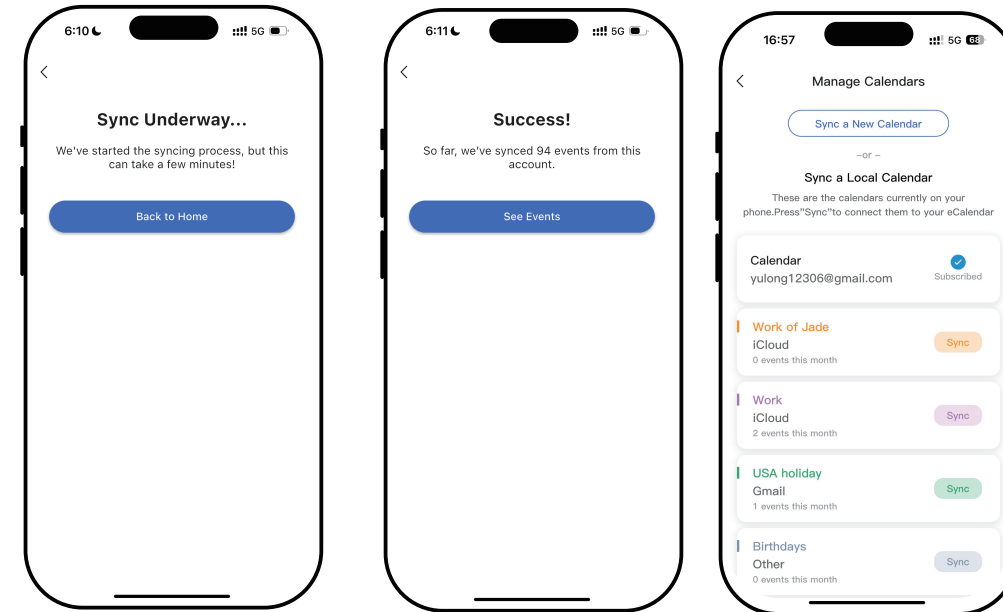 6:10
5G
Sync Underway...
We've started the syncing process, but this
can take a few minutes!
Back to Home
6:11
5G
Success!
So far, we've synced 94 events from this
account.
See Events
16:57
5G 68
Manage Calendars
Sync a New Calendar
–or –
Sync a Local Calendar
These are the calendars currently on your
phone.Press"Sync"to connect them to your eCalendar
Calendar
yulong12306@gmail.com
Subscribed
Work of Jade
iCloud
0 events this month
Sync
Work
iCloud
2 events this month
Sync
USA holiday
Gmail
1 events this month
Sync
Birthdays
Other
0 events this month
Sync